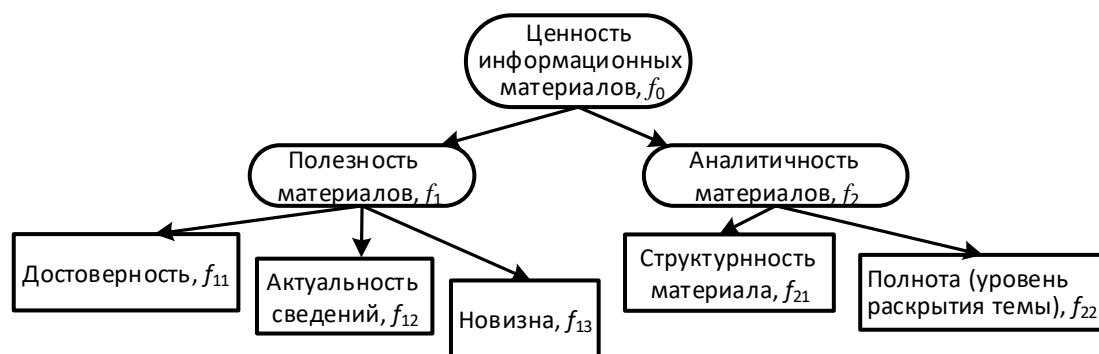 Ценность
информационных
материалов, f0
Полезность
материалов, f1
Аналитичность
материалов, f2
Достоверность, f11
Актуальность
сведений, f12
Новизна, f13
Структурнность
материала, f21
Полнота (уровень
раскрытия темы), f22